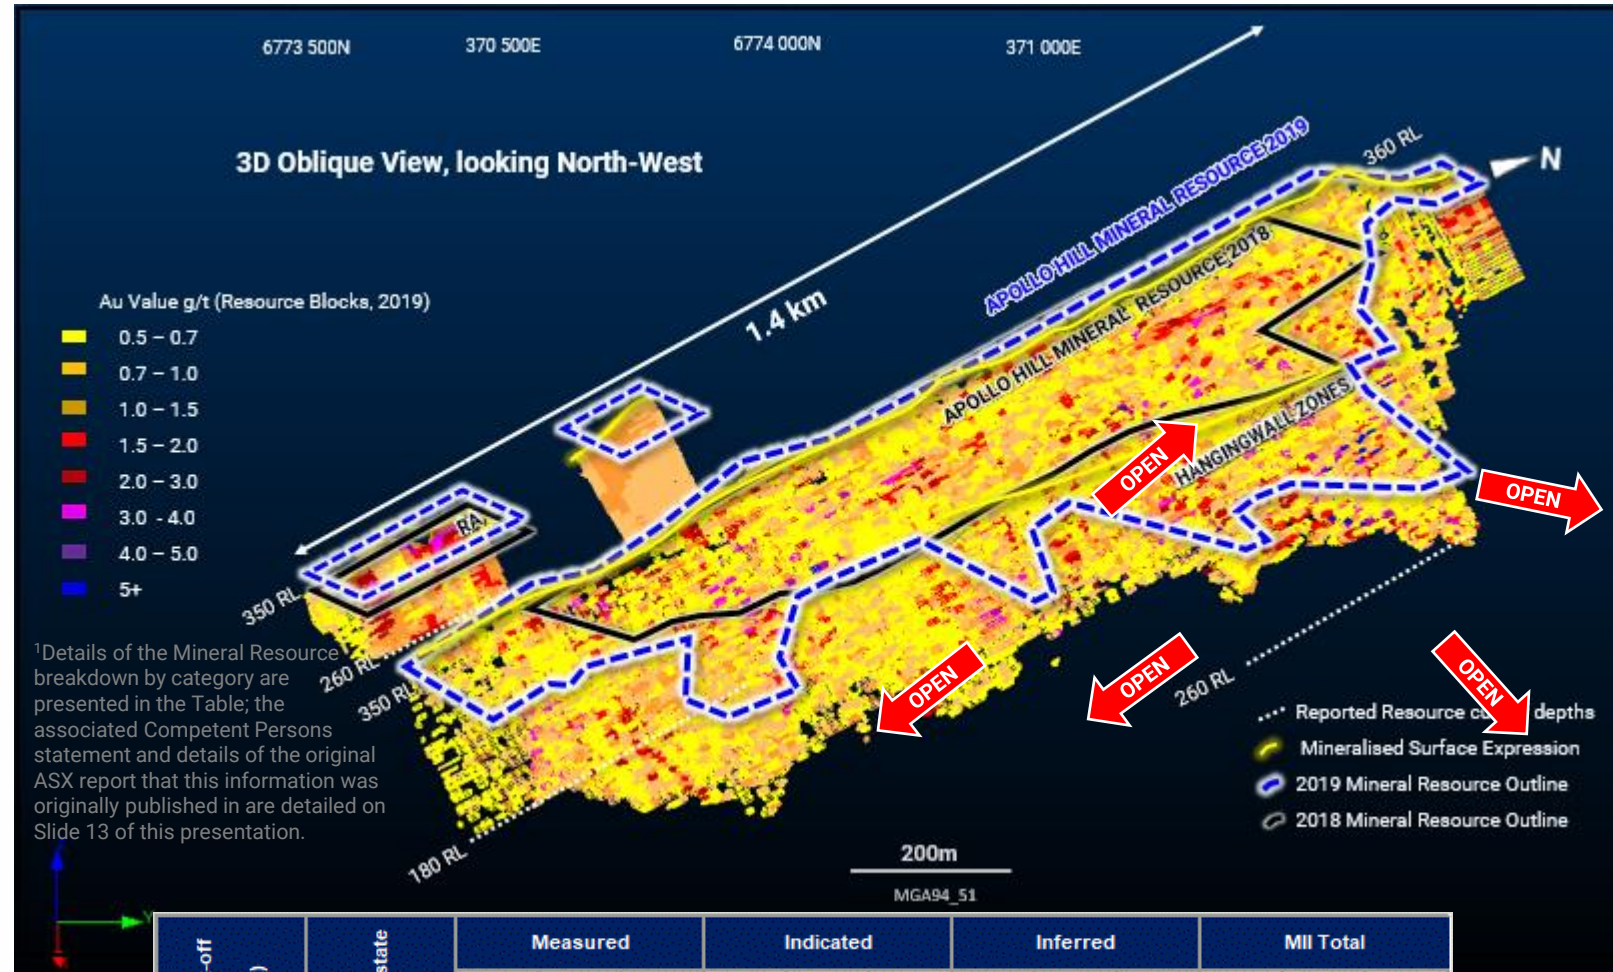 6773 500N
370 500E
6774 000N
371 000E
3D Oblique View, looking North-West
1.4 km
APOLLO HILL MINERAL RESOURCE 2019
360 RL
N
APOLLO HILL MINERAL RESOURCE 2018
HANGINGWALL ZONES
OPEN
OPEN
Au Value g/t (Resource Blocks, 2019)
0.5 – 0.7
0.7 – 1.0
1.0 – 1.5
1.5 – 2.0
2.0 – 3.0
3.0 - 4.0
4.0 – 5.0
5+
RA
350 RL
260 RL
350 RL
180 RL
OPEN
OPEN
OPEN
260 RL
¹Details of the Mineral Resource
breakdown by category are
presented in the Table; the
associated Competent Persons
statement and details of the original
ASX report that this information was
originally published in are detailed on
Slide 13 of this presentation.
Reported Resource depths
Mineralised Surface Expression
2019 Mineral Resource Outline
2018 Mineral Resource Outline
200m
MGA94_51
Y
-off
state
Measured
Indicated
Inferred
MII Total